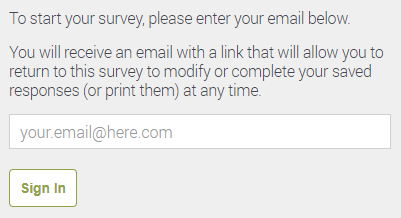 To start your survey, please enter your email below.
You will receive an email with a link that will allow you to
return to this survey to modify or complete your saved
responses (or print them) at any time.
your.email@here.com
Sign In